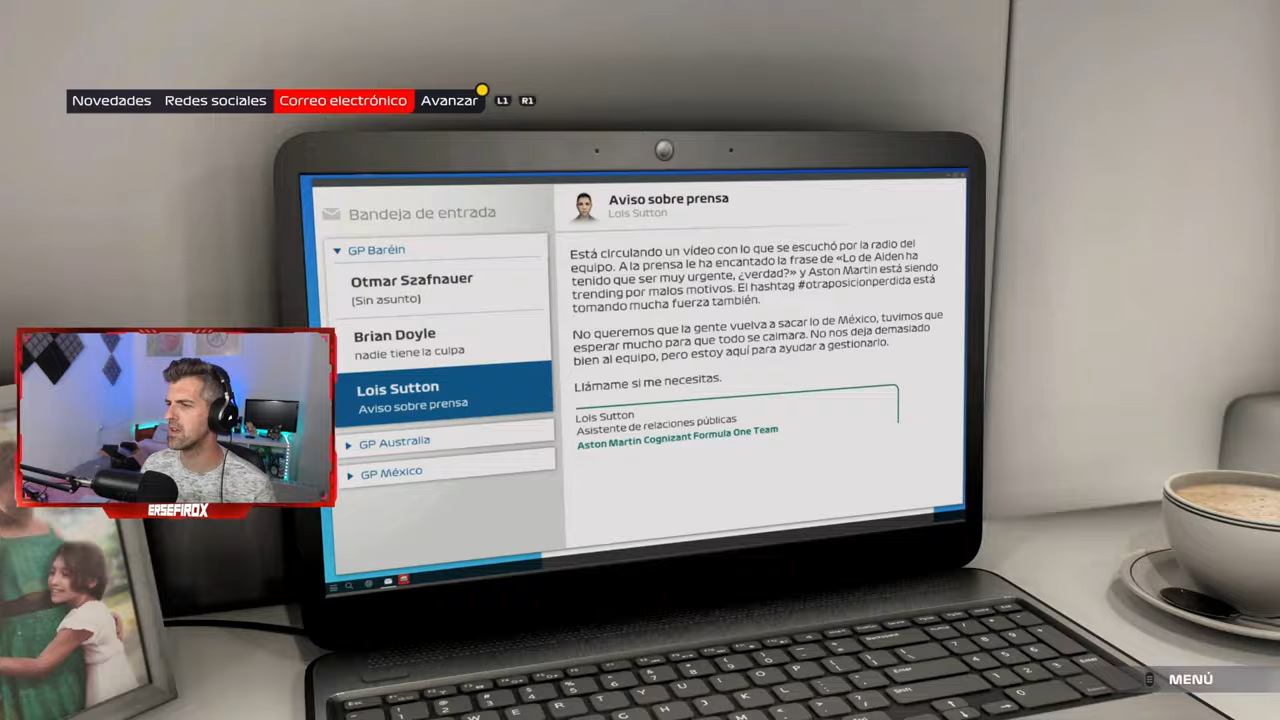 Novedades Redes sociales Correo electrónico Avanzar L1 R1
Bandeja de entrada
GP Baréin
Otmar Szafnauer
(Sin asunto)
Brian Doyle
nadie tiene la culpa
Lois Sutton
Aviso sobre prensa
GP Australia
GP México
Aviso sobre prensa
Lois Sutton
Está circulando un vídeo con lo que se escuchó por la radio del
equipo. A la prensa le ha encantado la frase de «Lo de Aiden ha
tenido que ser muy urgente, ¿verdad?» y Aston Martin está siendo
trending por malos motivos. El hashtag #otraposicionperdida está
tomando mucha fuerza también.
No queremos que la gente vuelva a sacar lo de México, tuvimos que
esperar mucho para que todo se calmara. No nos deja demasiado
bien al equipo, pero estoy aquí para ayudar a gestionarlo.
Llámame si me necesitas.
Lois Sutton
Asistente de relaciones públicas
Aston Martin Cognizant Formula One Team
ERSEFIROX
MENÚ